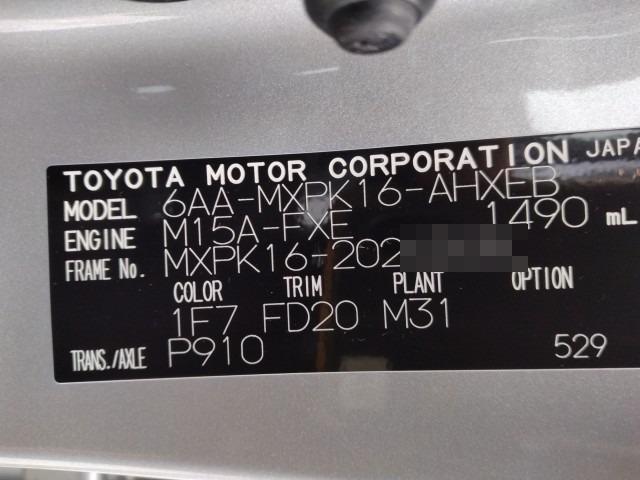 TOYOTA MOTOR CORPORATION JAPA
MODEL 6AA-MXPK16-AHXEB
ENGINE M15A-FXE 1490 mL
FRAME No. MXPK16-202
COLOR TRIM PLANT OPTION
1F7 FD20 M31
TRANS./AXLE P910 529